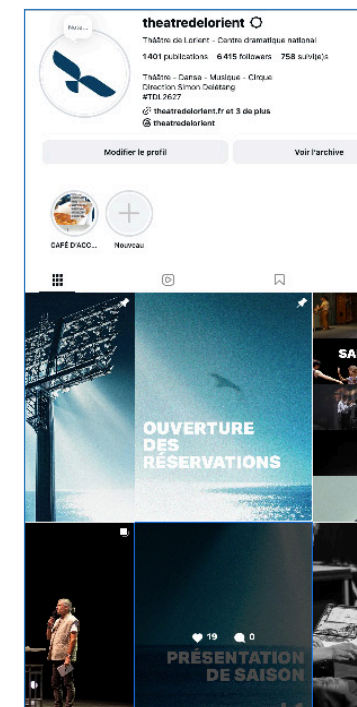 Note...
theatredelorient
Théâtre de Lorient - Centre dramatique national
1401 publications 6415 followers 758 suivi(e)s
Théâtre - Danse - Musique - Cirque
Direction Simon Delétang
#TDL2627
theatredelorient.fr et 3 de plus
theatredelorient
Modifier le profil
Voir l'archive
CAFÉ D'ACC...
Nouveau
OUVERTURE
DES
RÉSERVATIONS
SA
19 0
PRÉSENTATION
DE SAISON